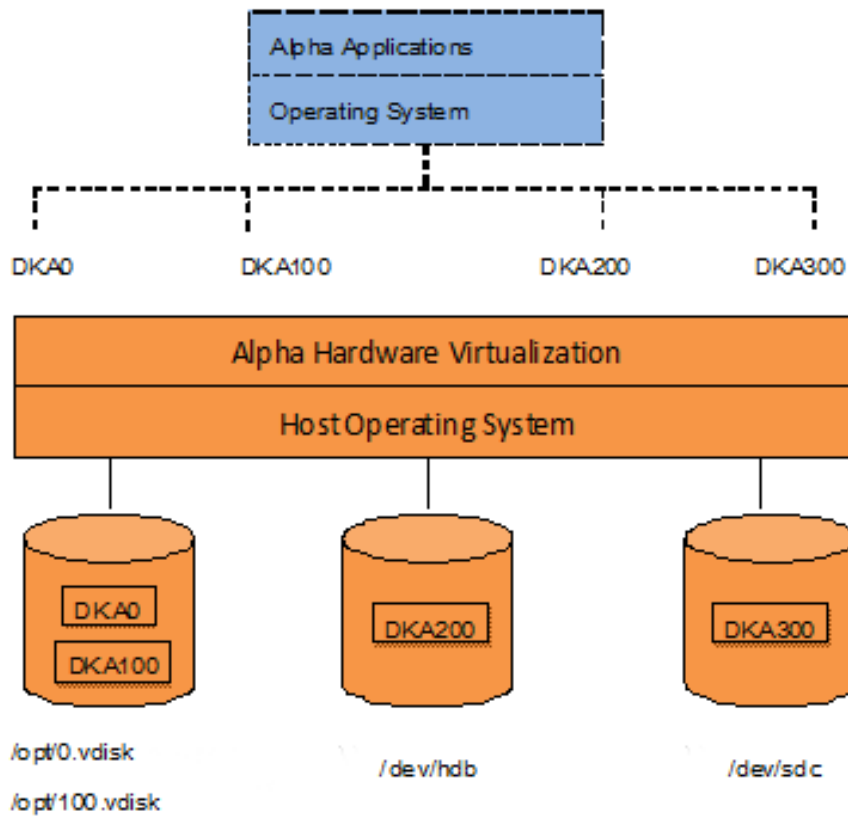 Alpha Applications
Operating System
DKA0 DKA100 DKA200 DKA300
Alpha Hardware Virtualization
Host Operating System
DKA0
DKA100
DKA200
DKA300
/opt/0.vdisk
/opt/100.vdisk
/dev/hdb
/dev/sdc